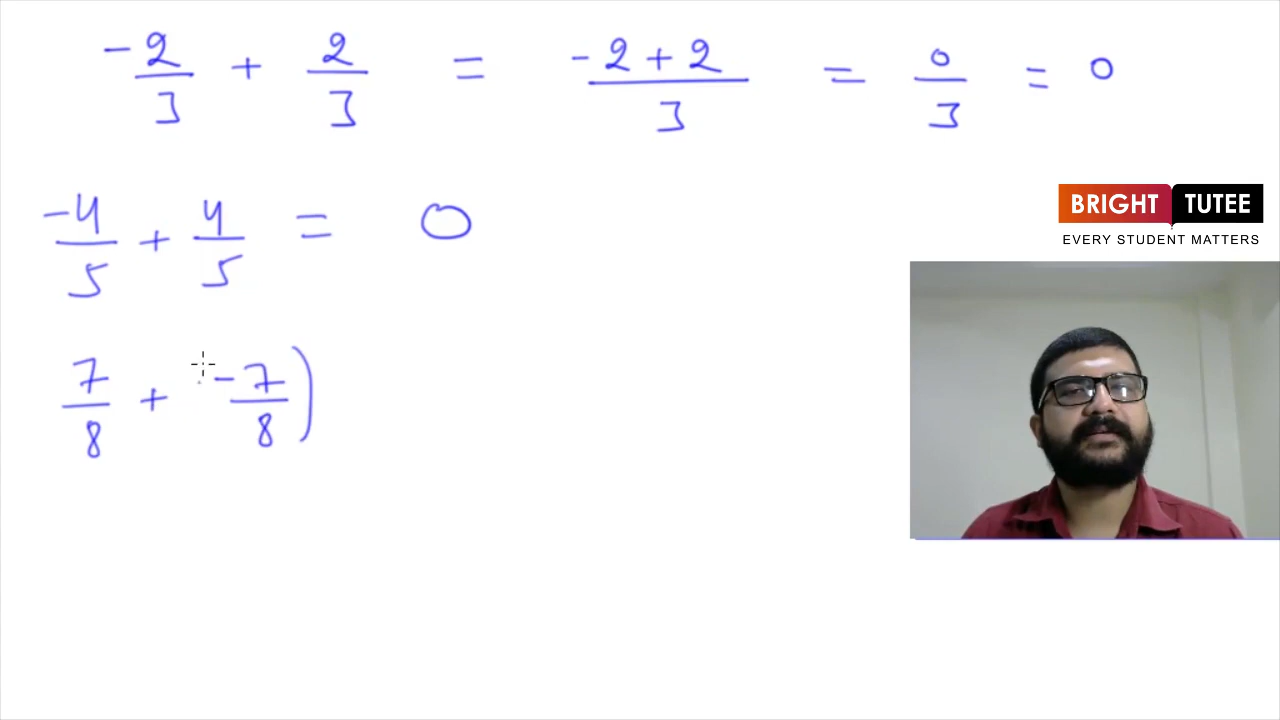 -2/3 + 2/3 = -2+2/3 = 0/3 = 0
-4/5 + 4/5 = 0
7/8 + -7/8)
BRIGHT TUTEE
EVERY STUDENT MATTERS